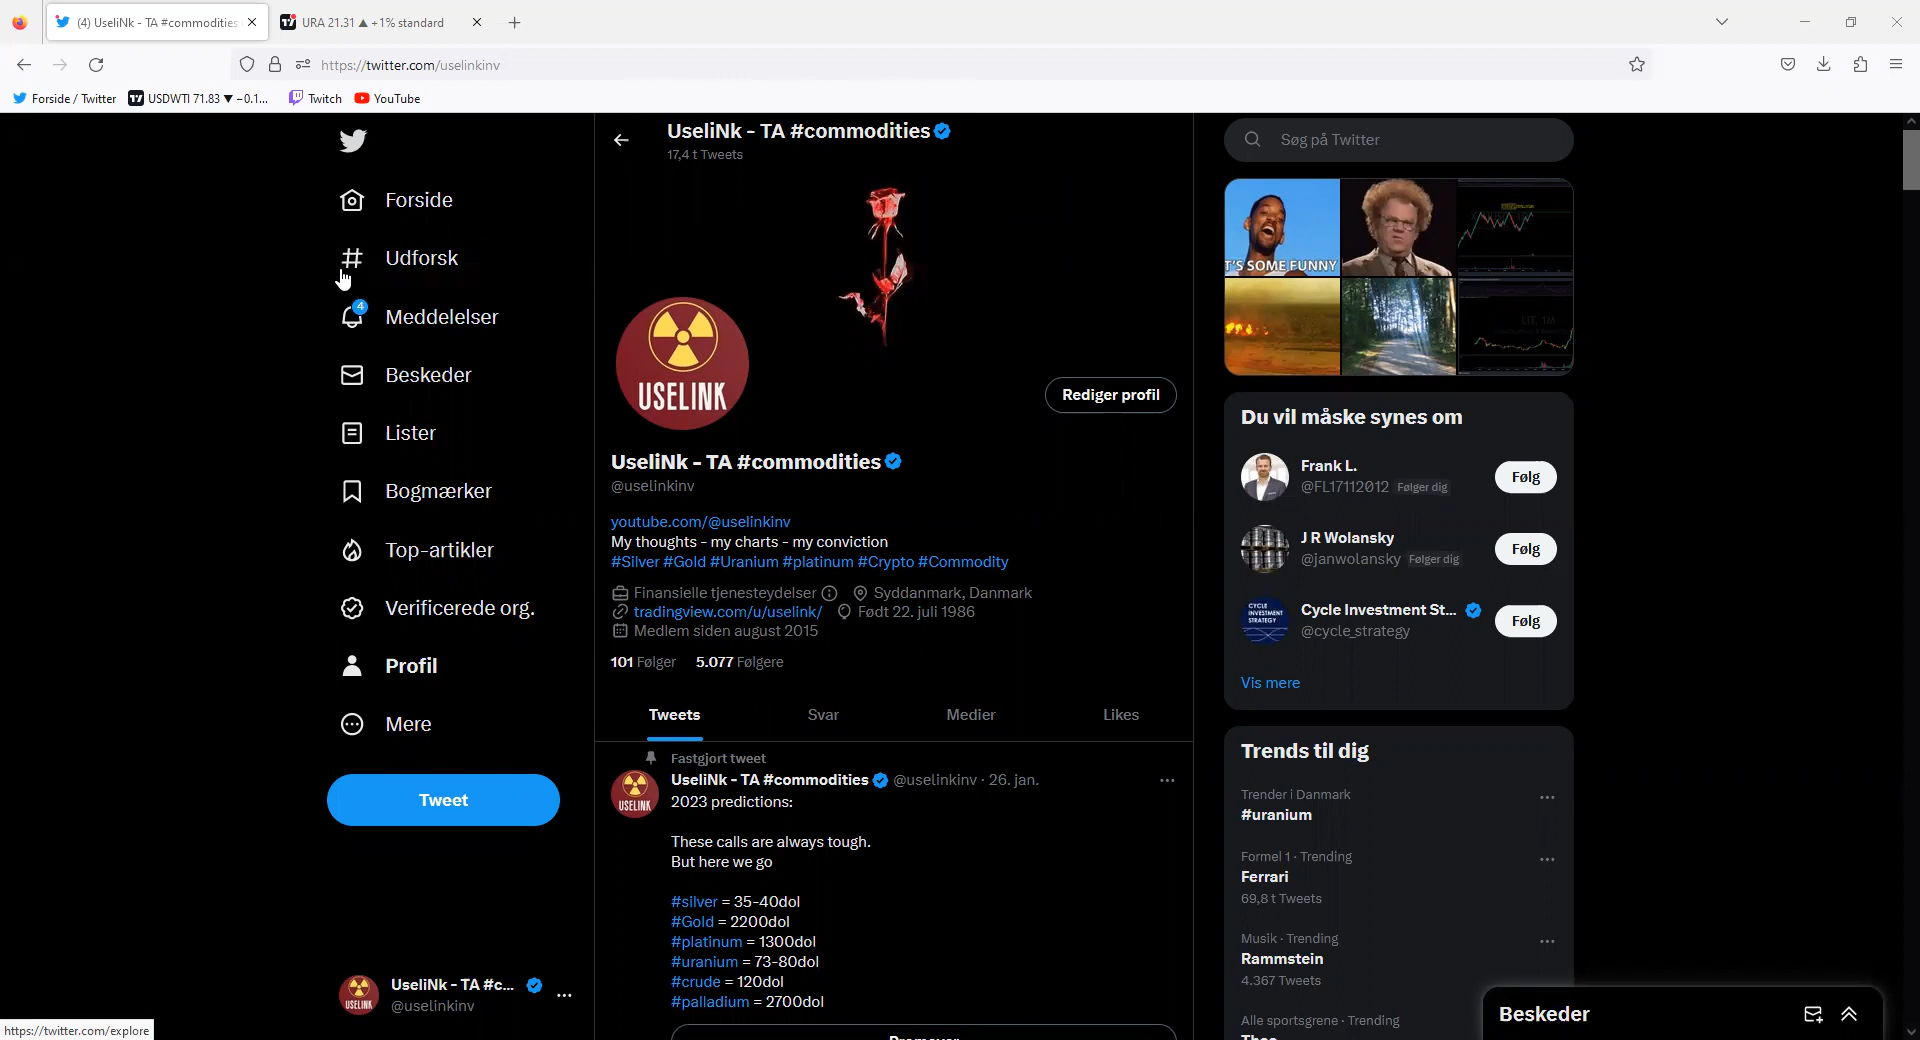 (4) UseliNk - TA #commodities
URA 21.31 ▲ +1% standard
https://twitter.com/uselinkinv
Forside / Twitter
USDWTI 71.83 ▼ −0.1...
Twitch
YouTube
Forside
Udforsk
4
Meddelelser
Beskeder
Lister
Bogmærker
Top-artikler
Verificerede org.
Profil
Mere
Tweet
UseliNk - TA #c...
@uselinkinv
https://twitter.com/explore
UseliNk - TA #commodities
17,4 t Tweets
USELINK
Rediger profil
UseliNk - TA #commodities
@uselinkinv
youtube.com/@uselinkinv
My thoughts - my charts - my conviction
#Silver #Gold #Uranium #platinum #Crypto #Commodity
Finansielle tjenesteydelser Syddanmark, Danmark
tradingview.com/u/uselink/ Født 22. juli 1986
Medlem siden august 2015
101 Følger 5.077 Følgere
Tweets Svar Medier Likes
Fastgjort tweet
USELINK
UseliNk - TA #commodities @uselinkinv · 26. jan.
2023 predictions:
These calls are always tough.
But here we go
#silver = 35-40dol
#Gold = 2200dol
#platinum = 1300dol
#uranium = 73-80dol
#crude = 120dol
#palladium = 2700dol
Søg på Twitter
T'S SOME FUNNY
LIT, 1M
Du vil måske synes om
Frank L.
@FL17112012 Følger dig
Følg
J R Wolansky
@janwolansky Følger dig
Følg
CYCLE
INVESTMENT
STRATEGY
Cycle Investment St...
@cycle_strategy
Følg
Vis mere
Trends til dig
Trender i Danmark
#uranium
Formel 1 · Trending
Ferrari
69,8 t Tweets
Musik · Trending
Rammstein
4.367 Tweets
Alle sportsgrene · Trending
Beskeder
USELINK